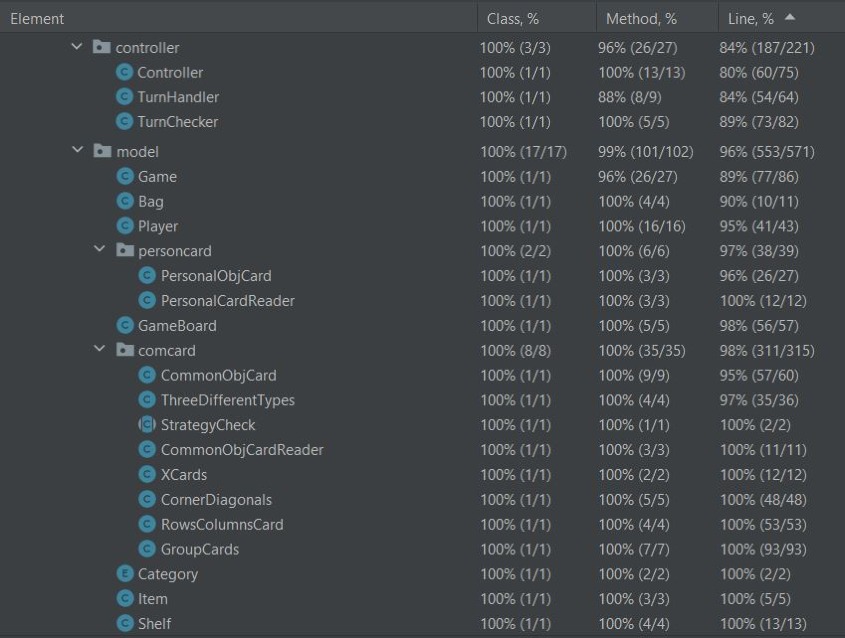 Element Class, % Method, % Line, %
controller 100% (3/3) 96% (26/27) 84% (187/221)
C Controller 100% (1/1) 100% (13/13) 80% (60/75)
C TurnHandler 100% (1/1) 88% (8/9) 84% (54/64)
C TurnChecker 100% (1/1) 100% (5/5) 89% (73/82)
model 100% (17/17) 99% (101/102) 96% (553/571)
C Game 100% (1/1) 96% (26/27) 89% (77/86)
C Bag 100% (1/1) 100% (4/4) 90% (10/11)
C Player 100% (1/1) 100% (16/16) 95% (41/43)
personcard 100% (2/2) 100% (6/6) 97% (38/39)
C PersonalObjCard 100% (1/1) 100% (3/3) 96% (26/27)
C PersonalCardReader 100% (1/1) 100% (3/3) 100% (12/12)
C GameBoard 100% (1/1) 100% (5/5) 98% (56/57)
comcard 100% (8/8) 100% (35/35) 98% (311/315)
C CommonObjCard 100% (1/1) 100% (9/9) 95% (57/60)
C ThreeDifferentTypes 100% (1/1) 100% (4/4) 97% (35/36)
C StrategyCheck 100% (1/1) 100% (1/1) 100% (2/2)
C CommonObjCardReader 100% (1/1) 100% (3/3) 100% (11/11)
C XCards 100% (1/1) 100% (2/2) 100% (12/12)
C CornerDiagonals 100% (1/1) 100% (5/5) 100% (48/48)
C RowsColumnsCard 100% (1/1) 100% (4/4) 100% (53/53)
C GroupCards 100% (1/1) 100% (7/7) 100% (93/93)
E Category 100% (1/1) 100% (2/2) 100% (2/2)
C Item 100% (1/1) 100% (3/3) 100% (5/5)
C Shelf 100% (1/1) 100% (4/4) 100% (13/13)